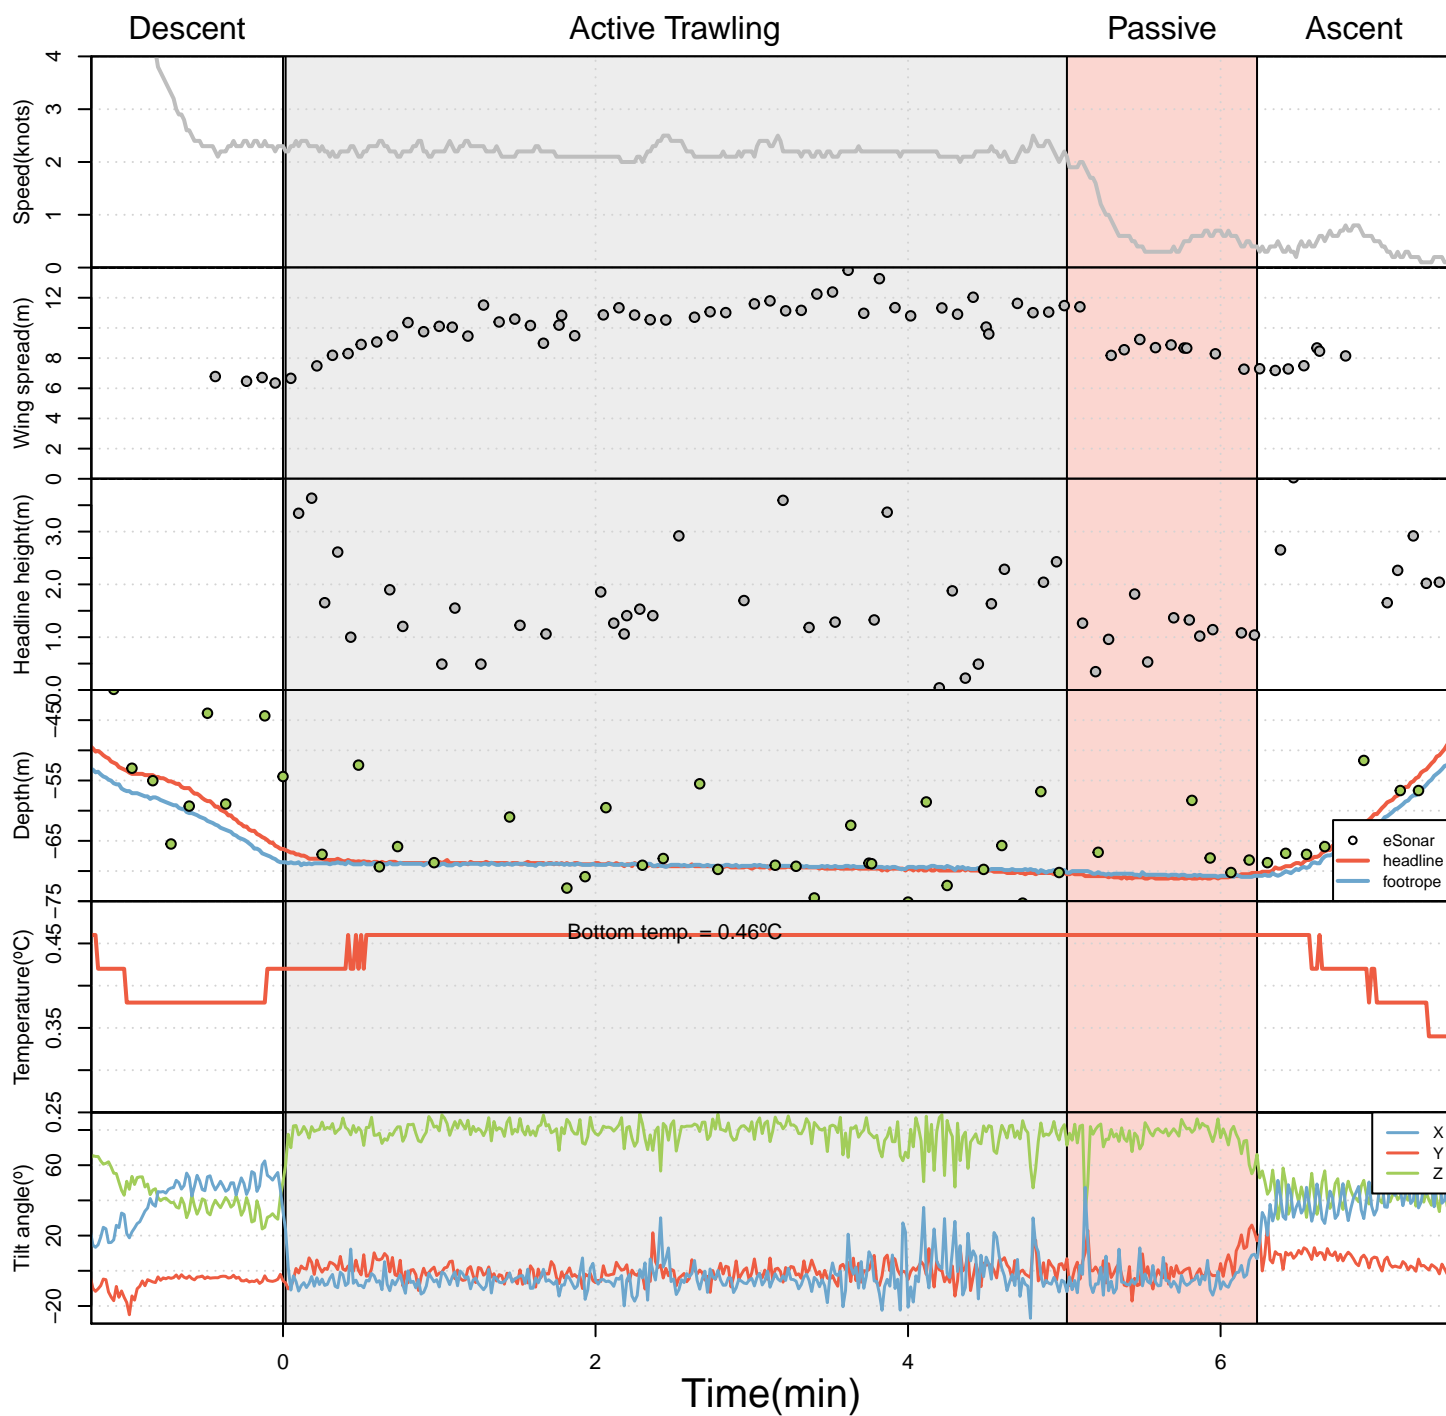 Descent Active Trawling Passive Ascent
Speed(knots)
4
3
2
1
0
Wing spread(m)
12
8
6
4
2
0
Headline height(m)
3.0
2.0
1.0
0.0
Depth(m)
−45
−55
−65
−75
eSonar
headline
footrope
Temperature(ºC)
0.45
0.35
0.25
Bottom temp. = 0.46ºC
Tilt angle(º)
60
20
−20
X
Y
Z
0 2 4 6
Time(min)